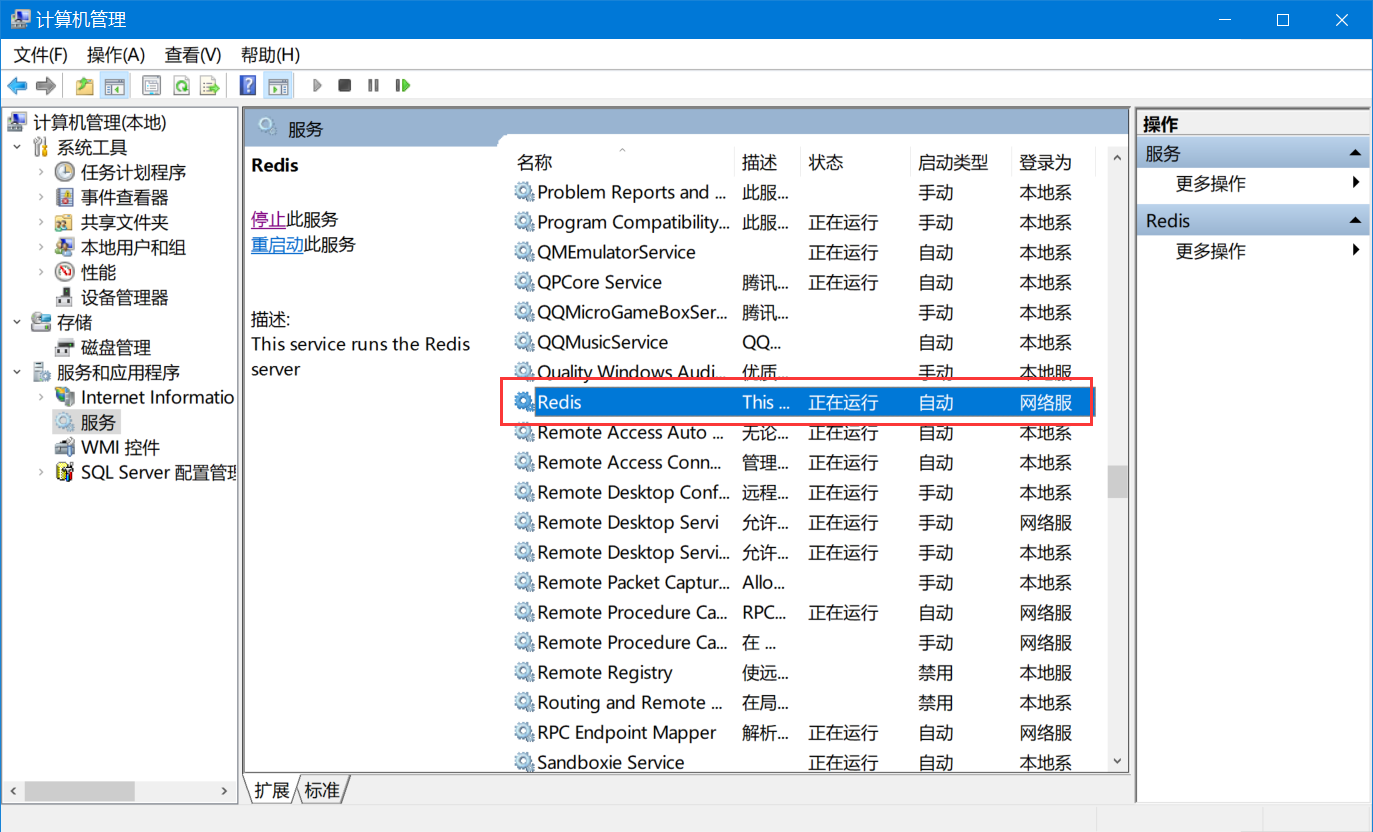 计算机管理
文件(F) 操作(A) 查看(V) 帮助(H)
计算机管理(本地)
系统工具
任务计划程序
事件查看器
共享文件夹
本地用户和组
性能
设备管理器
存储
磁盘管理
服务和应用程序
Internet Informatio
服务
WMI 控件
SQL Server 配置管
服务
Redis
停止此服务
重启动此服务
描述:
This service runs the Redis
server
名称 描述 状态 启动类型 登录为
Problem Reports and ... 此服... 手动 本地系
Program Compatibility... 此服... 正在运行 手动 本地系
QMEmulatorService 正在运行 自动 本地系
QPCore Service 腾讯... 正在运行 自动 本地系
QQMicroGameBoxSer... 腾讯... 手动 本地系
QQMusicService QQ... 自动 本地系
Quality Windows Audi... 优质... 手动 本地服
Redis This ... 正在运行 自动 网络服
Remote Access Auto ... 无论... 正在运行 自动 本地系
Remote Access Conn... 管理... 正在运行 自动 本地系
Remote Desktop Conf... 远程... 正在运行 手动 本地系
Remote Desktop Servi 允许... 正在运行 手动 网络服
Remote Desktop Servi... 允许... 正在运行 手动 本地系
Remote Packet Captur... Allo... 手动 本地系
Remote Procedure Ca... RPC... 正在运行 自动 网络服
Remote Procedure Ca... 在 ... 手动 网络服
Remote Registry 使远... 禁用 本地服
Routing and Remote ... 在局... 禁用 本地系
RPC Endpoint Mapper 解析... 正在运行 自动 网络服
Sandboxie Service 正在运行 自动 本地系
扩展 标准
操作
服务
更多操作
Redis
更多操作